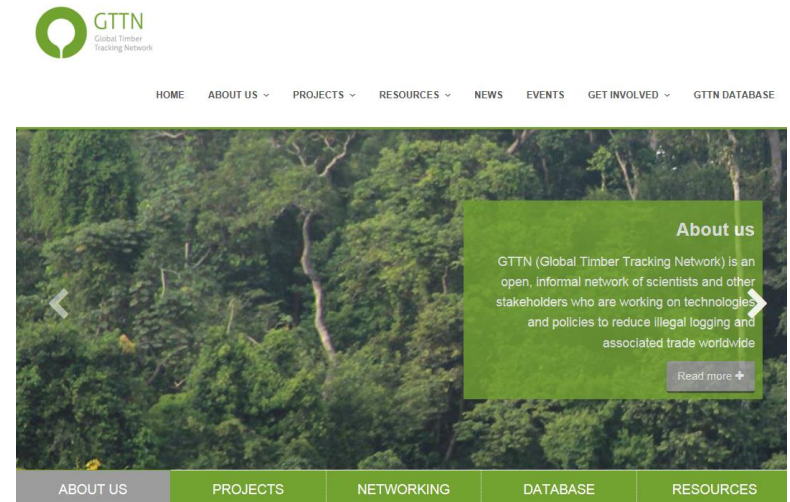 GTTN
Global Timber
Tracking Network
HOME ABOUT US PROJECTS RESOURCES NEWS EVENTS GET INVOLVED GTTN DATABASE
About us
GTTN (Global Timber Tracking Network) is an
open, informal network of scientists and other
stakeholders who are working on technologies
and policies to reduce illegal logging and
associated trade worldwide
Read more +
ABOUT US PROJECTS NETWORKING DATABASE RESOURCES